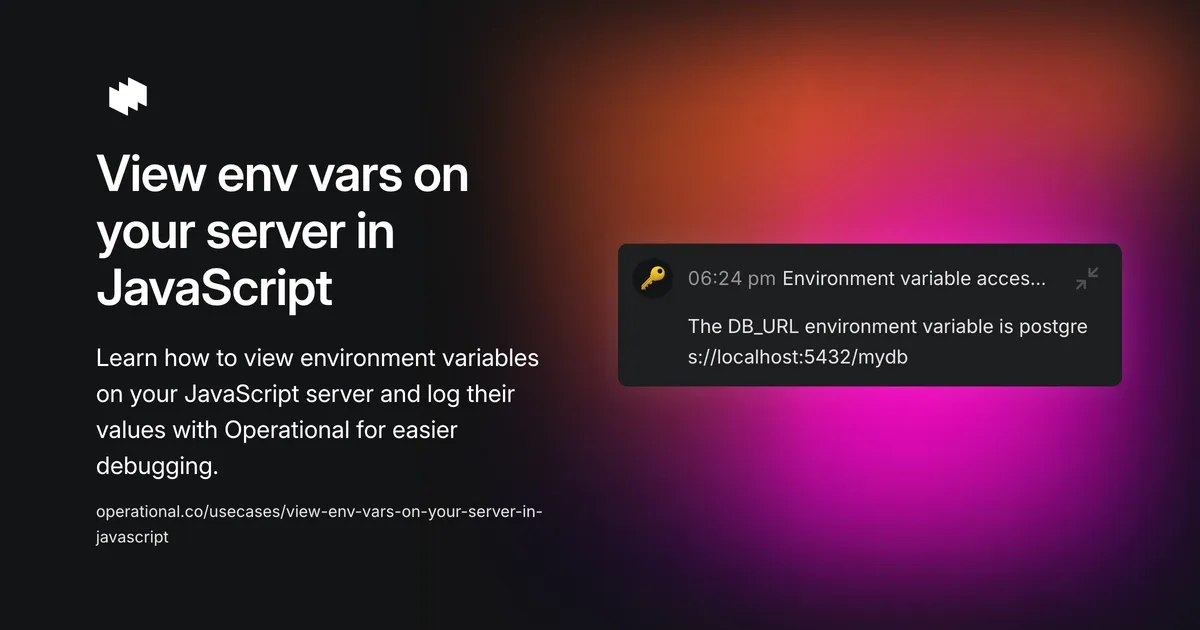 View env vars on
your server in
JavaScript
Learn how to view environment variables
on your JavaScript server and log their
values with Operational for easier
debugging.
operational.co/usecases/view-env-vars-on-your-server-in-
javascript
06:24 pm Environment variable acces...
The DB_URL environment variable is postgre
s://localhost:5432/mydb